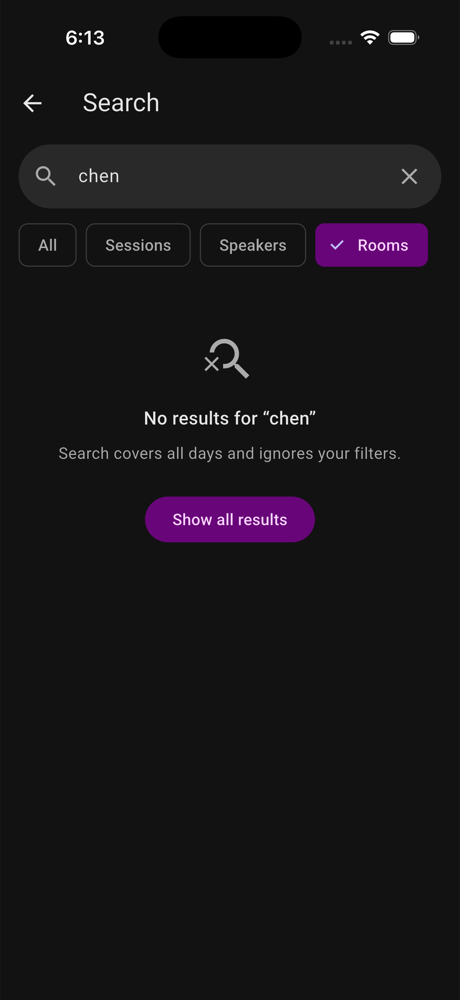 6:13
Search
chen
All
Sessions
Speakers
Rooms
No results for “chen”
Search covers all days and ignores your filters.
Show all results